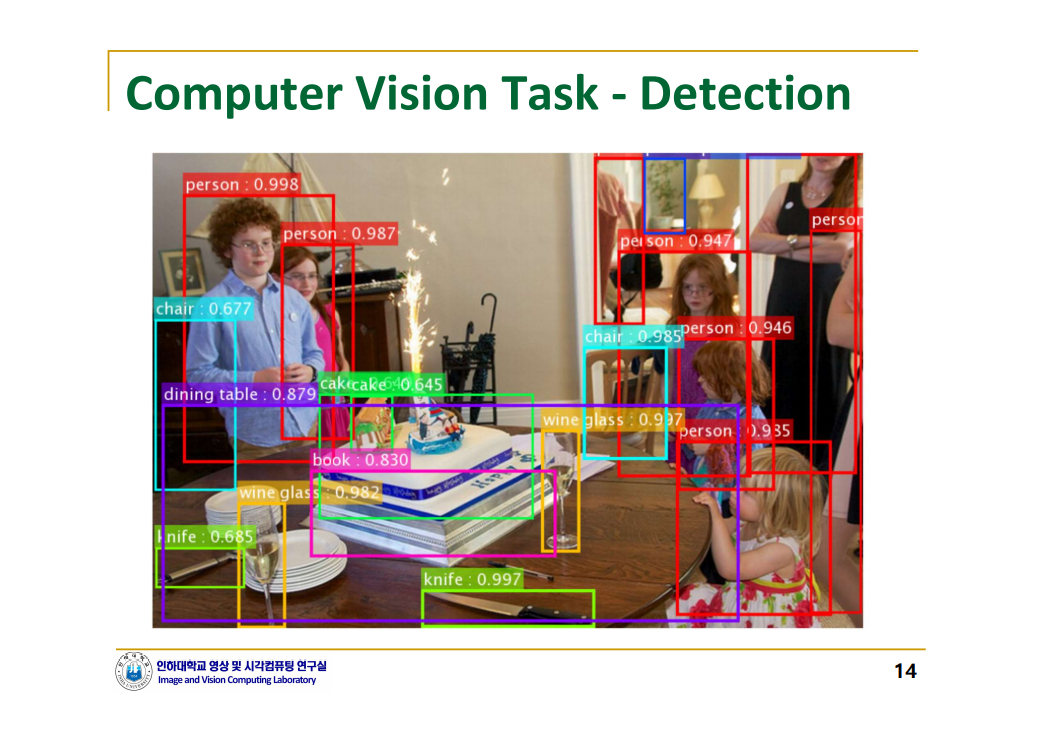 Computer Vision Task - Detection
person : 0.998
person : 0.987
person
person : 0.947
chair : 0.677
chair : 0.985
person : 0.946
cake
cake : 0.645
dining table : 0.879
wine glass : 0.997
person : 0.985
book : 0.830
wine glass : 0.982
knife : 0.685
knife : 0.997
인하대학교 영상 및 시각컴퓨팅 연구실
Image and Vision Computing Laboratory
14